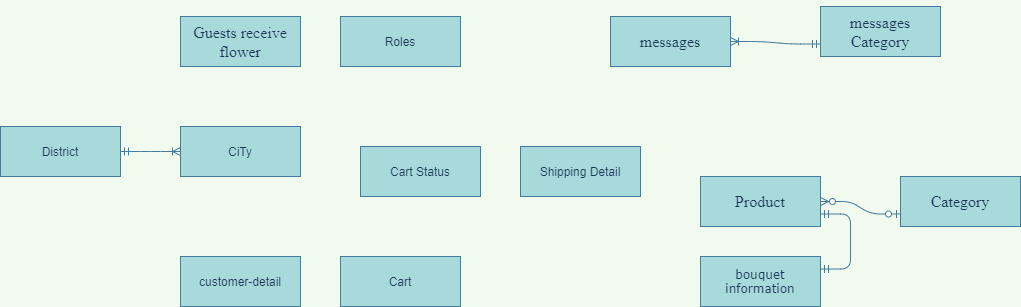 Guests receive
flower
Roles
messages
messages
Category
District
CiTy
Cart Status
Shipping Detail
Product
Category
customer-detail
Cart
bouquet
information